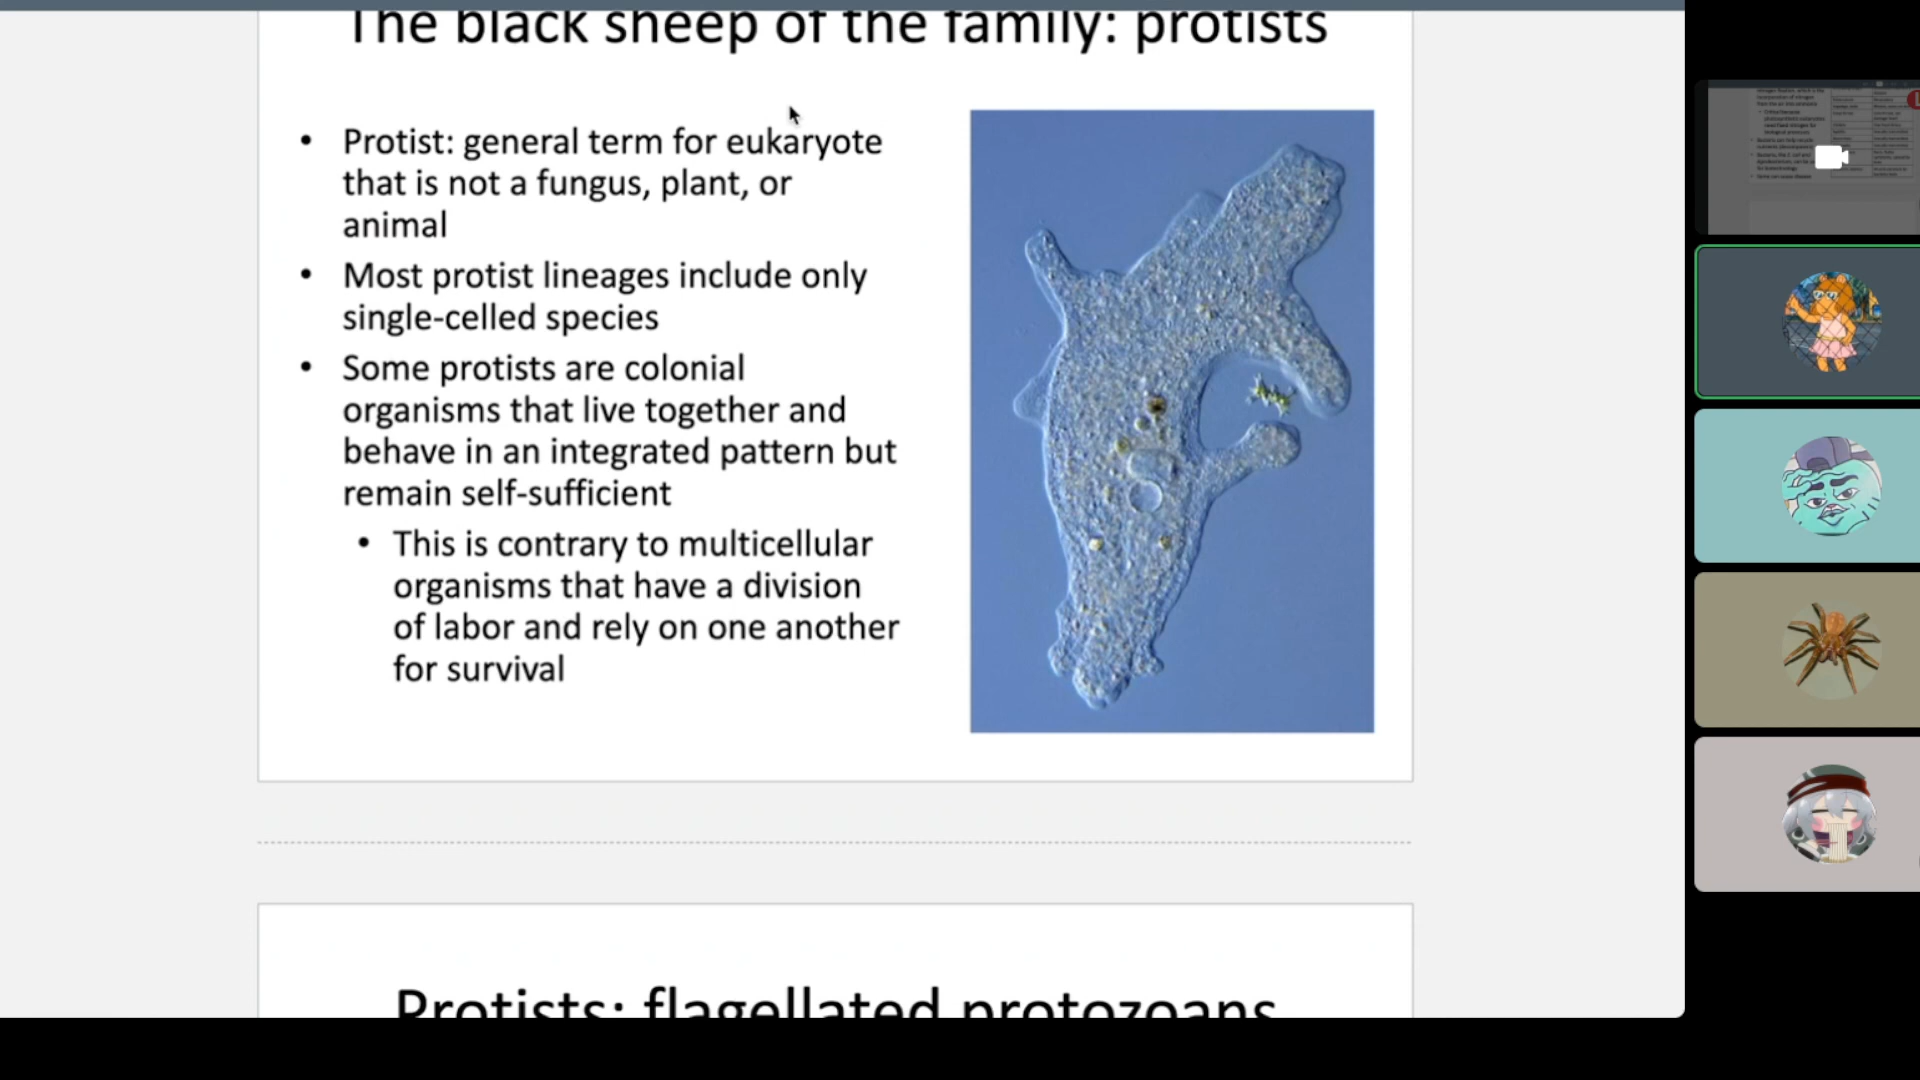 The black sheep of the family: protists
• Protist: general term for eukaryote
that is not a fungus, plant, or
animal
• Most protist lineages include only
single-celled species
• Some protists are colonial
organisms that live together and
behave in an integrated pattern but
remain self-sufficient
• This is contrary to multicellular
organisms that have a division
of labor and rely on one another
for survival
Protists: flagellated protozoans